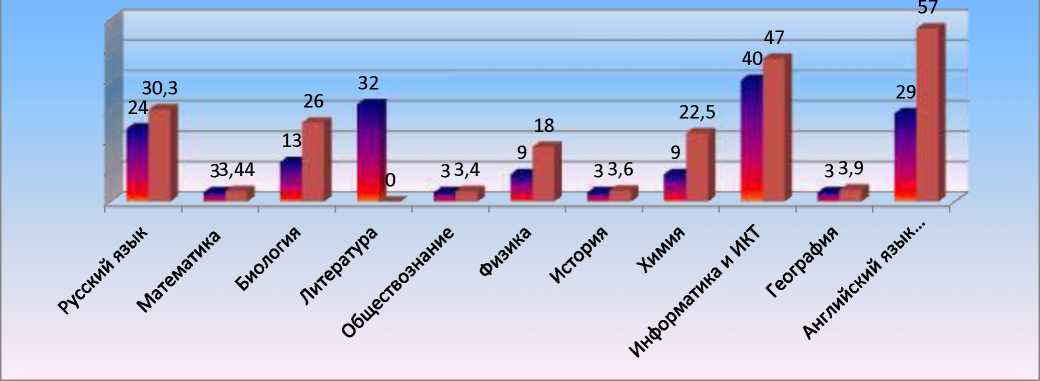 57
47
40
32
30,3
29
24
26
22,5
18
13
9
9
0
3 3,44
3 3,4
3 3,6
3 3,9
Русский язык
Математика
Биология
Литература
Обществознание
Физика
История
Химия
Информатика и ИКТ
География
Английский язык...